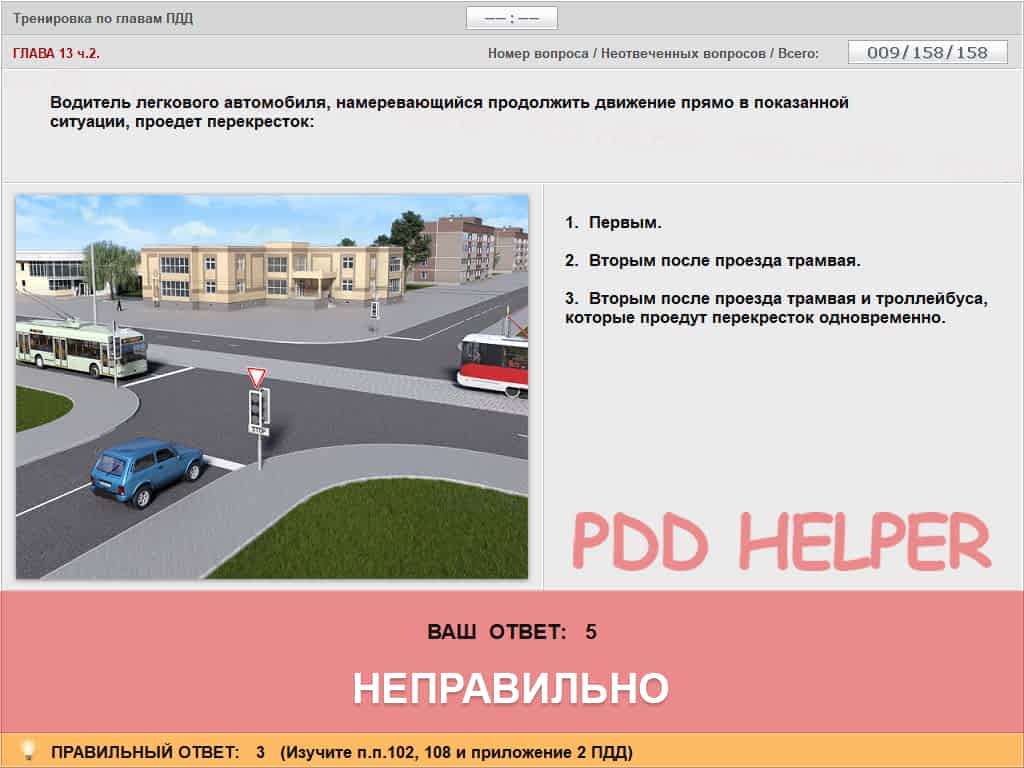 Тренировка по главам ПДД
—— : ——
ГЛАВА 13 ч.2.
Номер вопроса / Неотвеченных вопросов / Всего:
009/158/158
Водитель легкового автомобиля, намеревающийся продолжить движение прямо в показанной
ситуации, проедет перекресток:
1. Первым.
2. Вторым после проезда трамвая.
3. Вторым после проезда трамвая и троллейбуса,
которые проедут перекресток одновременно.
STOP
PDD HELPER
ВАШ ОТВЕТ: 5
НЕПРАВИЛЬНО
ПРАВИЛЬНЫЙ ОТВЕТ: 3 (Изучите п.п.102, 108 и приложение 2 ПДД)